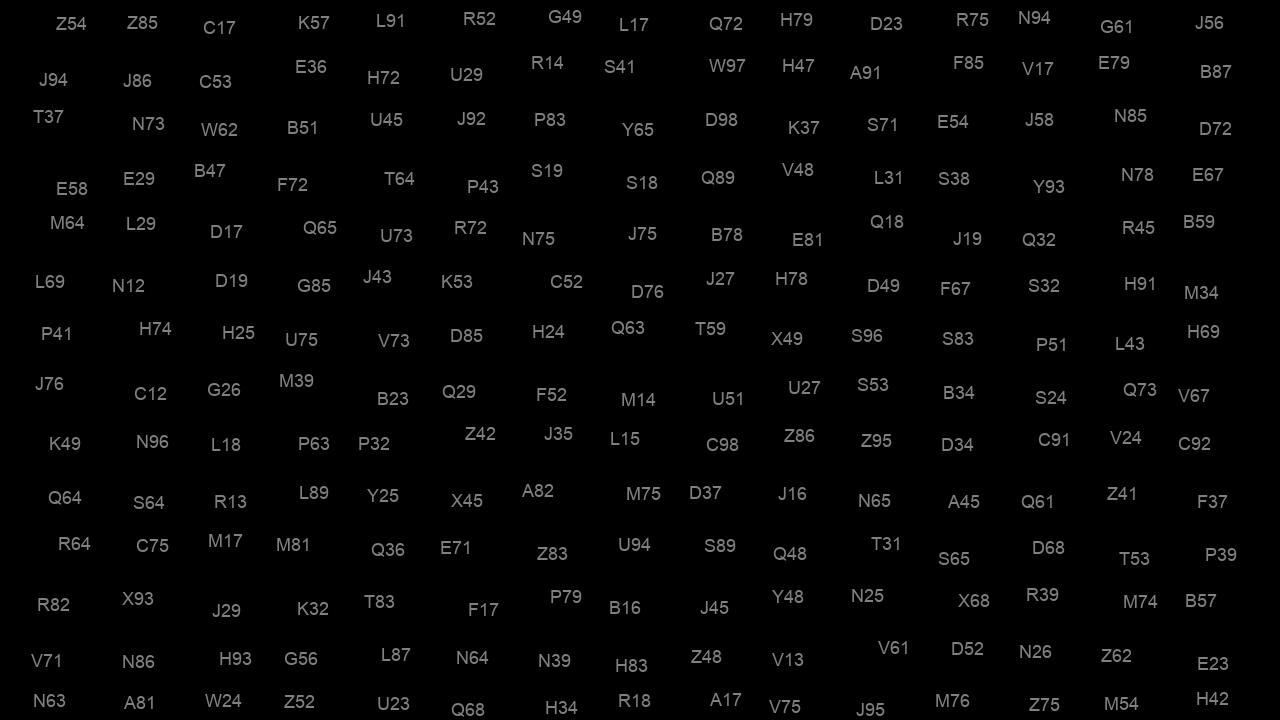 Z54 Z85 C17 K57 L91 R52 G49 L17 Q72 H79 D23 R75 N94 G61 J56
J94 J86 C53 E36 H72 U29 R14 S41 W97 H47 A91 F85 V17 E79 B87
T37 N73 W62 B51 U45 J92 P83 Y65 D98 K37 S71 E54 J58 N85 D72
E58 E29 B47 F72 T64 P43 S19 S18 Q89 V48 L31 S38 Y93 N78 E67
M64 L29 D17 Q65 U73 R72 N75 J75 B78 E81 Q18 J19 Q32 R45 B59
L69 N12 D19 G85 J43 K53 C52 D76 J27 H78 D49 F67 S32 H91 M34
P41 H74 H25 U75 V73 D85 H24 Q63 T59 X49 S96 S83 P51 L43 H69
J76 C12 G26 M39 B23 Q29 F52 M14 U51 U27 S53 B34 S24 Q73 V67
K49 N96 L18 P63 P32 Z42 J35 L15 C98 Z86 Z95 D34 C91 V24 C92
Q64 S64 R13 L89 Y25 X45 A82 M75 D37 J16 N65 A45 Q61 Z41 F37
R64 C75 M17 M81 Q36 E71 Z83 U94 S89 Q48 T31 S65 D68 T53 P39
R82 X93 J29 K32 T83 F17 P79 B16 J45 Y48 N25 X68 R39 M74 B57
V71 N86 H93 G56 L87 N64 N39 H83 Z48 V13 V61 D52 N26 Z62 E23
N63 A81 W24 Z52 U23 Q68 H34 R18 A17 V75 J95 M76 Z75 M54 H42